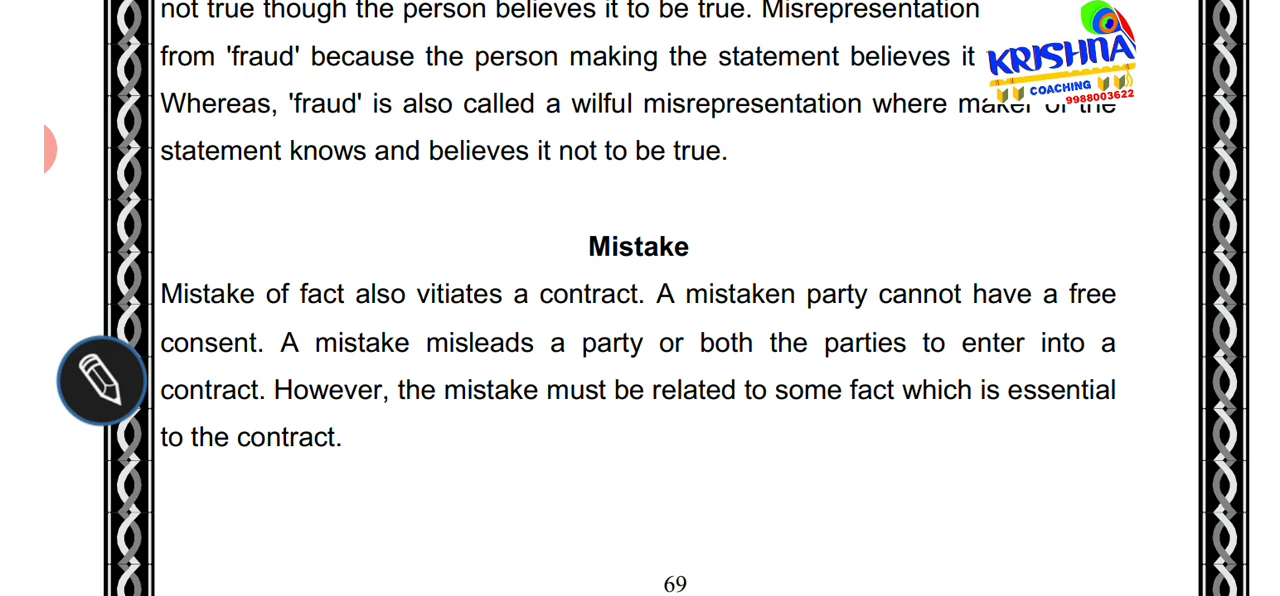 not true though the person believes it to be true. Misrepresentation
from 'fraud' because the person making the statement believes it
KRISHNA
COACHING
9988003622
Whereas, 'fraud' is also called a wilful misrepresentation where maker of the
statement knows and believes it not to be true.
Mistake
Mistake of fact also vitiates a contract. A mistaken party cannot have a free
consent. A mistake misleads a party or both the parties to enter into a
contract. However, the mistake must be related to some fact which is essential
to the contract.
69